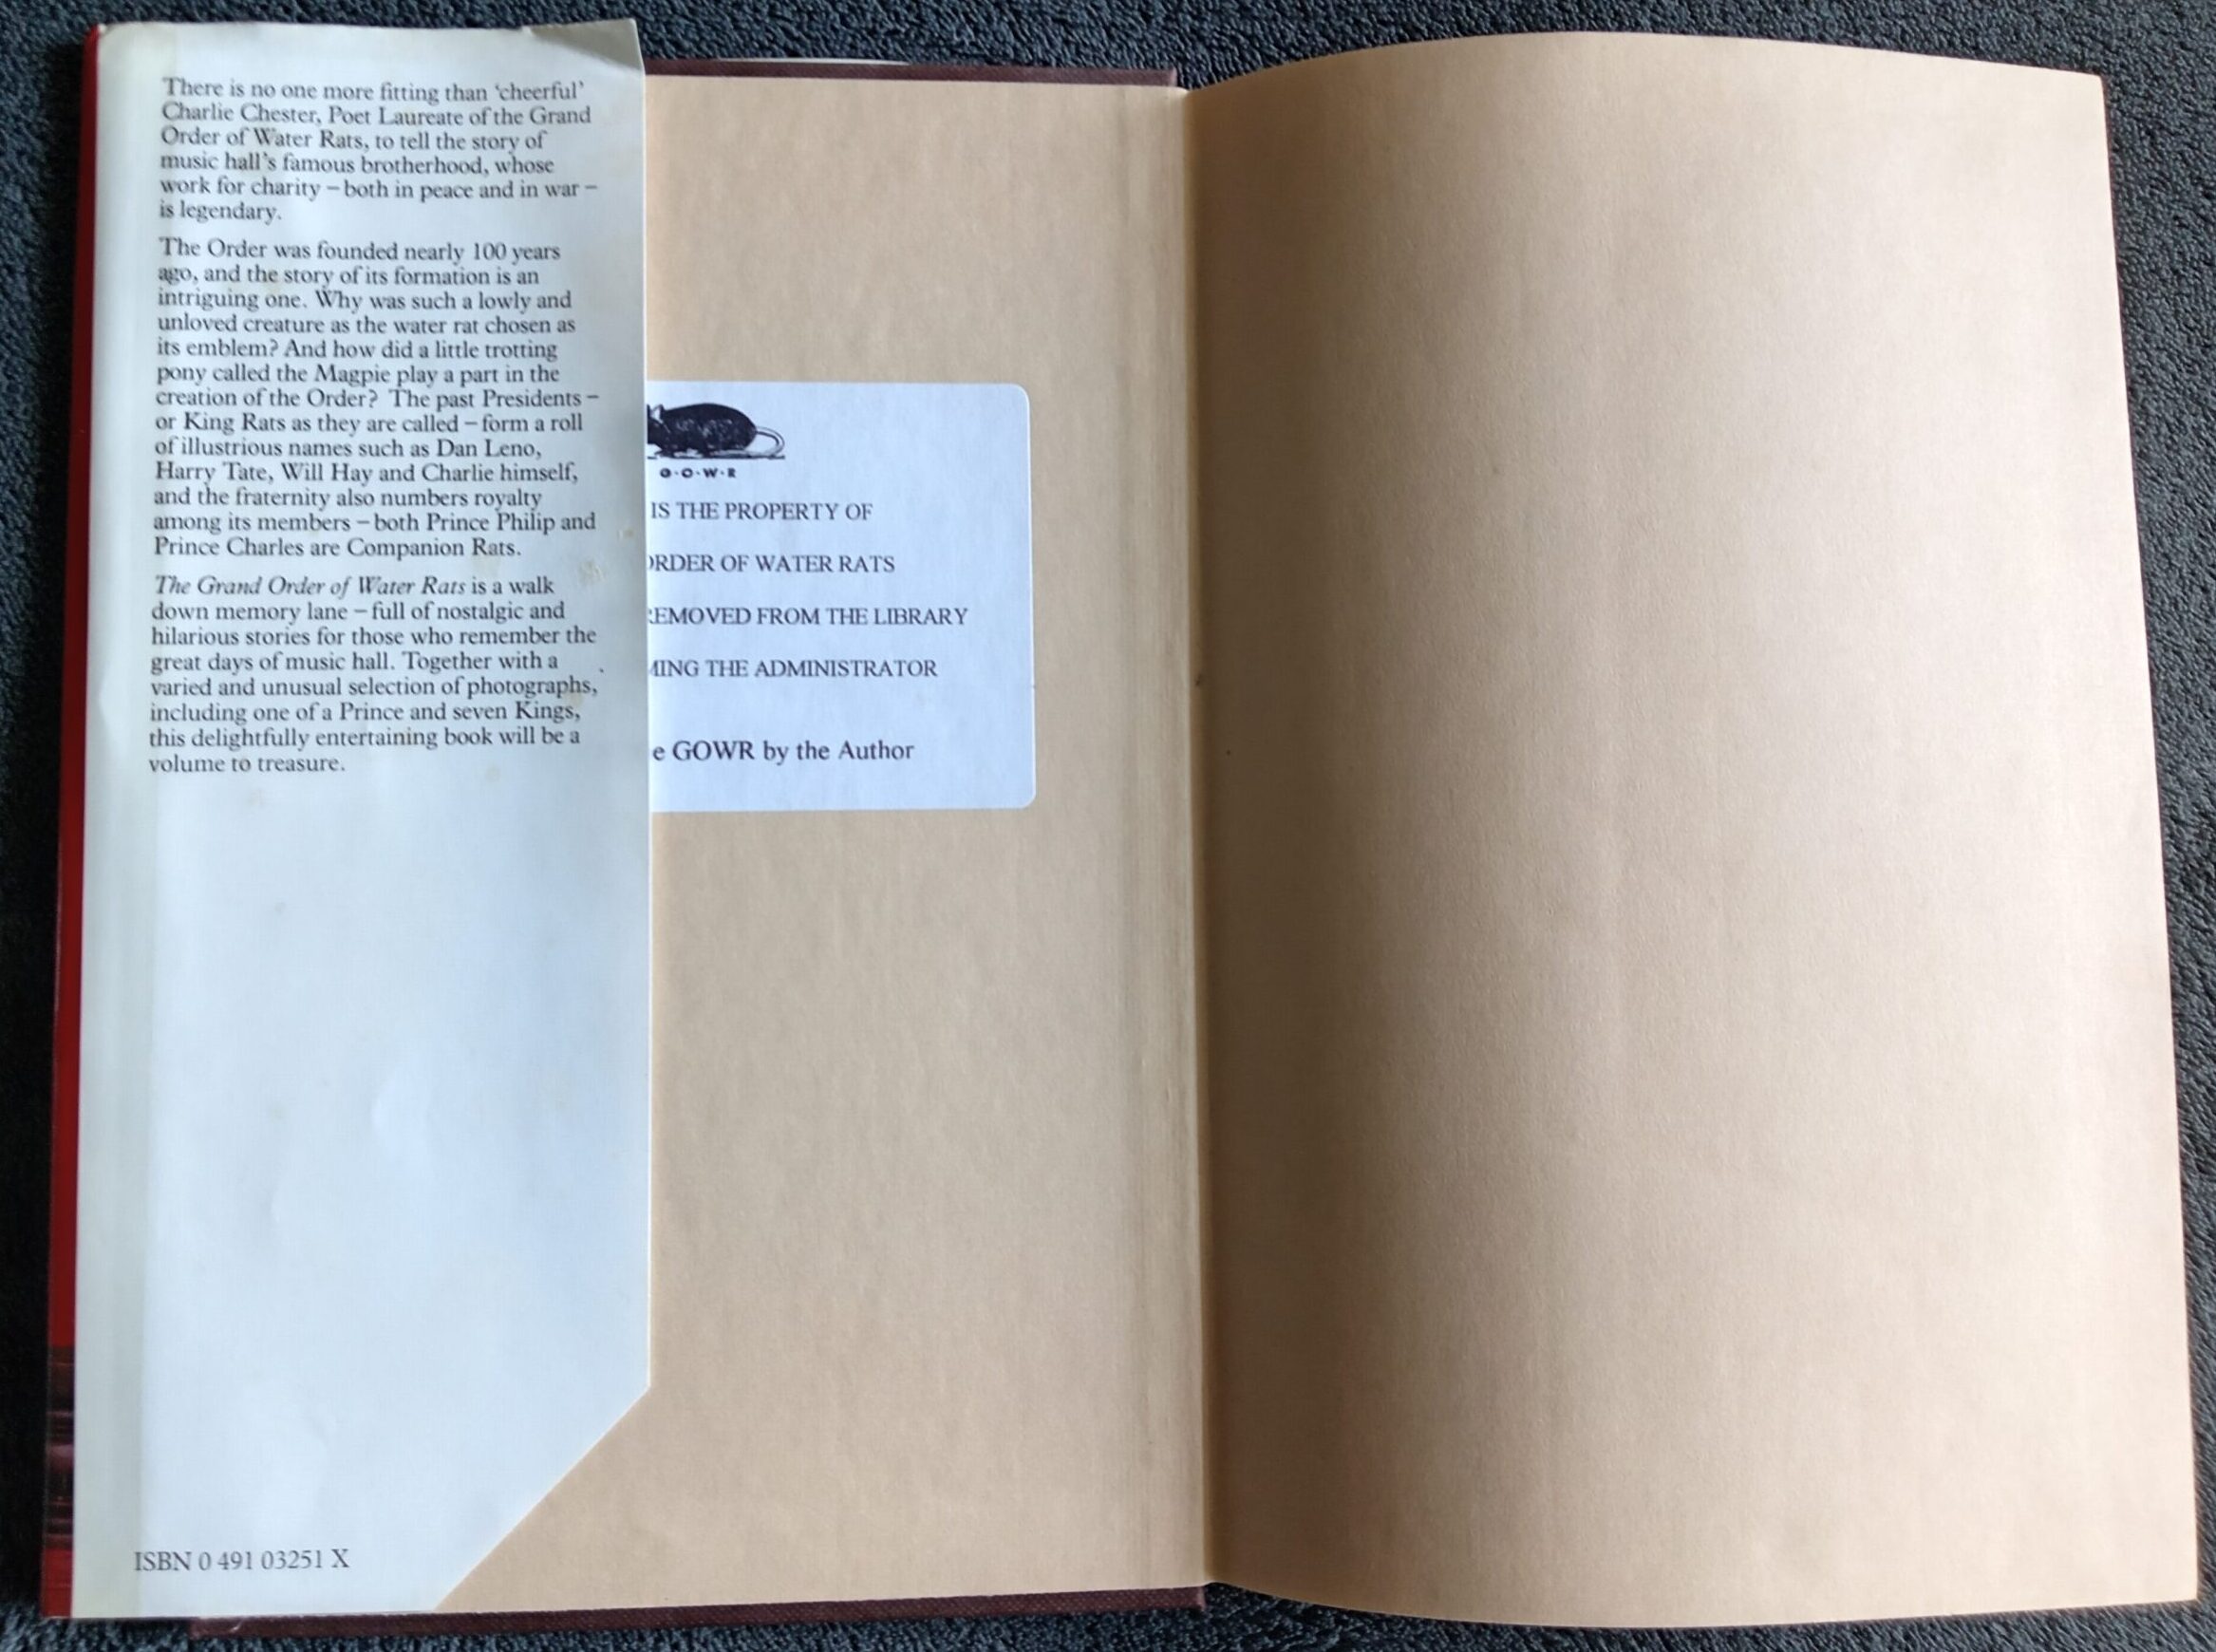 There is no one more fitting than ‘cheerful’
Charlie Chester, Poet Laureate of the Grand
Order of Water Rats, to tell the story of
music hall’s famous brotherhood, whose
work for charity – both in peace and in war –
is legendary.
The Order was founded nearly 100 years
ago, and the story of its formation is an
intriguing one. Why was such a lowly and
unloved creature as the water rat chosen as
its emblem? And how did a little trotting
pony called the Magpie play a part in the
creation of the Order? The past Presidents –
or King Rats as they are called – form a roll
of illustrious names such as Dan Leno,
Harry Tate, Will Hay and Charlie himself,
and the fraternity also numbers royalty
among its members – both Prince Philip and
Prince Charles are Companion Rats.
The Grand Order of Water Rats is a walk
down memory lane – full of nostalgic and
hilarious stories for those who remember the
great days of music hall. Together with a
varied and unusual selection of photographs,
including one of a Prince and seven Kings,
this delightfully entertaining book will be a
volume to treasure.
ISBN 0 491 03251 X
G·O·W·R
IS THE PROPERTY OF
ORDER OF WATER RATS
REMOVED FROM THE LIBRARY
MING THE ADMINISTRATOR
e GOWR by the Author